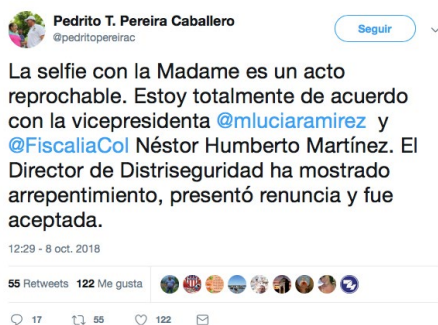 Pedrito T. Pereira Caballero
@pedritopereirac
Seguir
La selfie con la Madame es un acto
reprochable. Estoy totalmente de acuerdo
con la vicepresidenta @mluciaramirez y
@FiscaliaCol Néstor Humberto Martínez. El
Director de Distriseguridad ha mostrado
arrepentimiento, presentó renuncia y fue
aceptada.
12:29 - 8 oct. 2018
55 Retweets 122 Me gusta
17 55 122